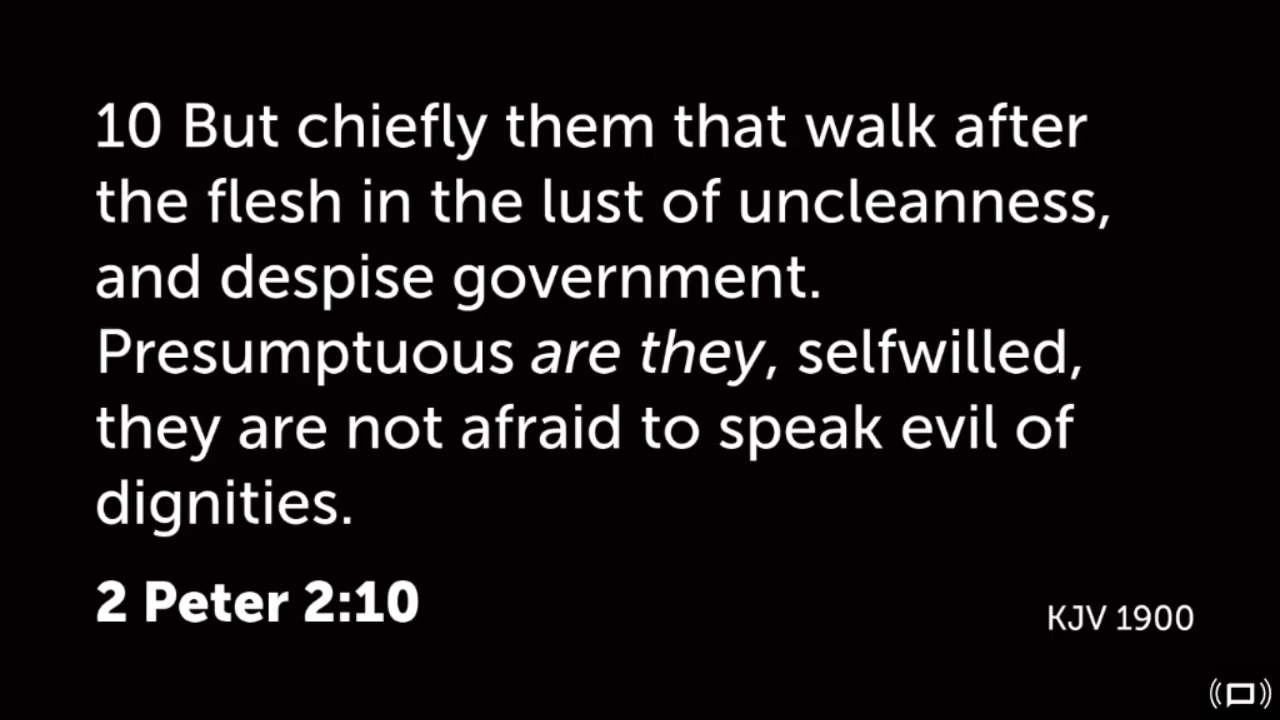 10 But chiefly them that walk after
the flesh in the lust of uncleanness,
and despise government.
Presumptuous are they, selfwilled,
they are not afraid to speak evil of
dignities.
2 Peter 2:10
KJV 1900